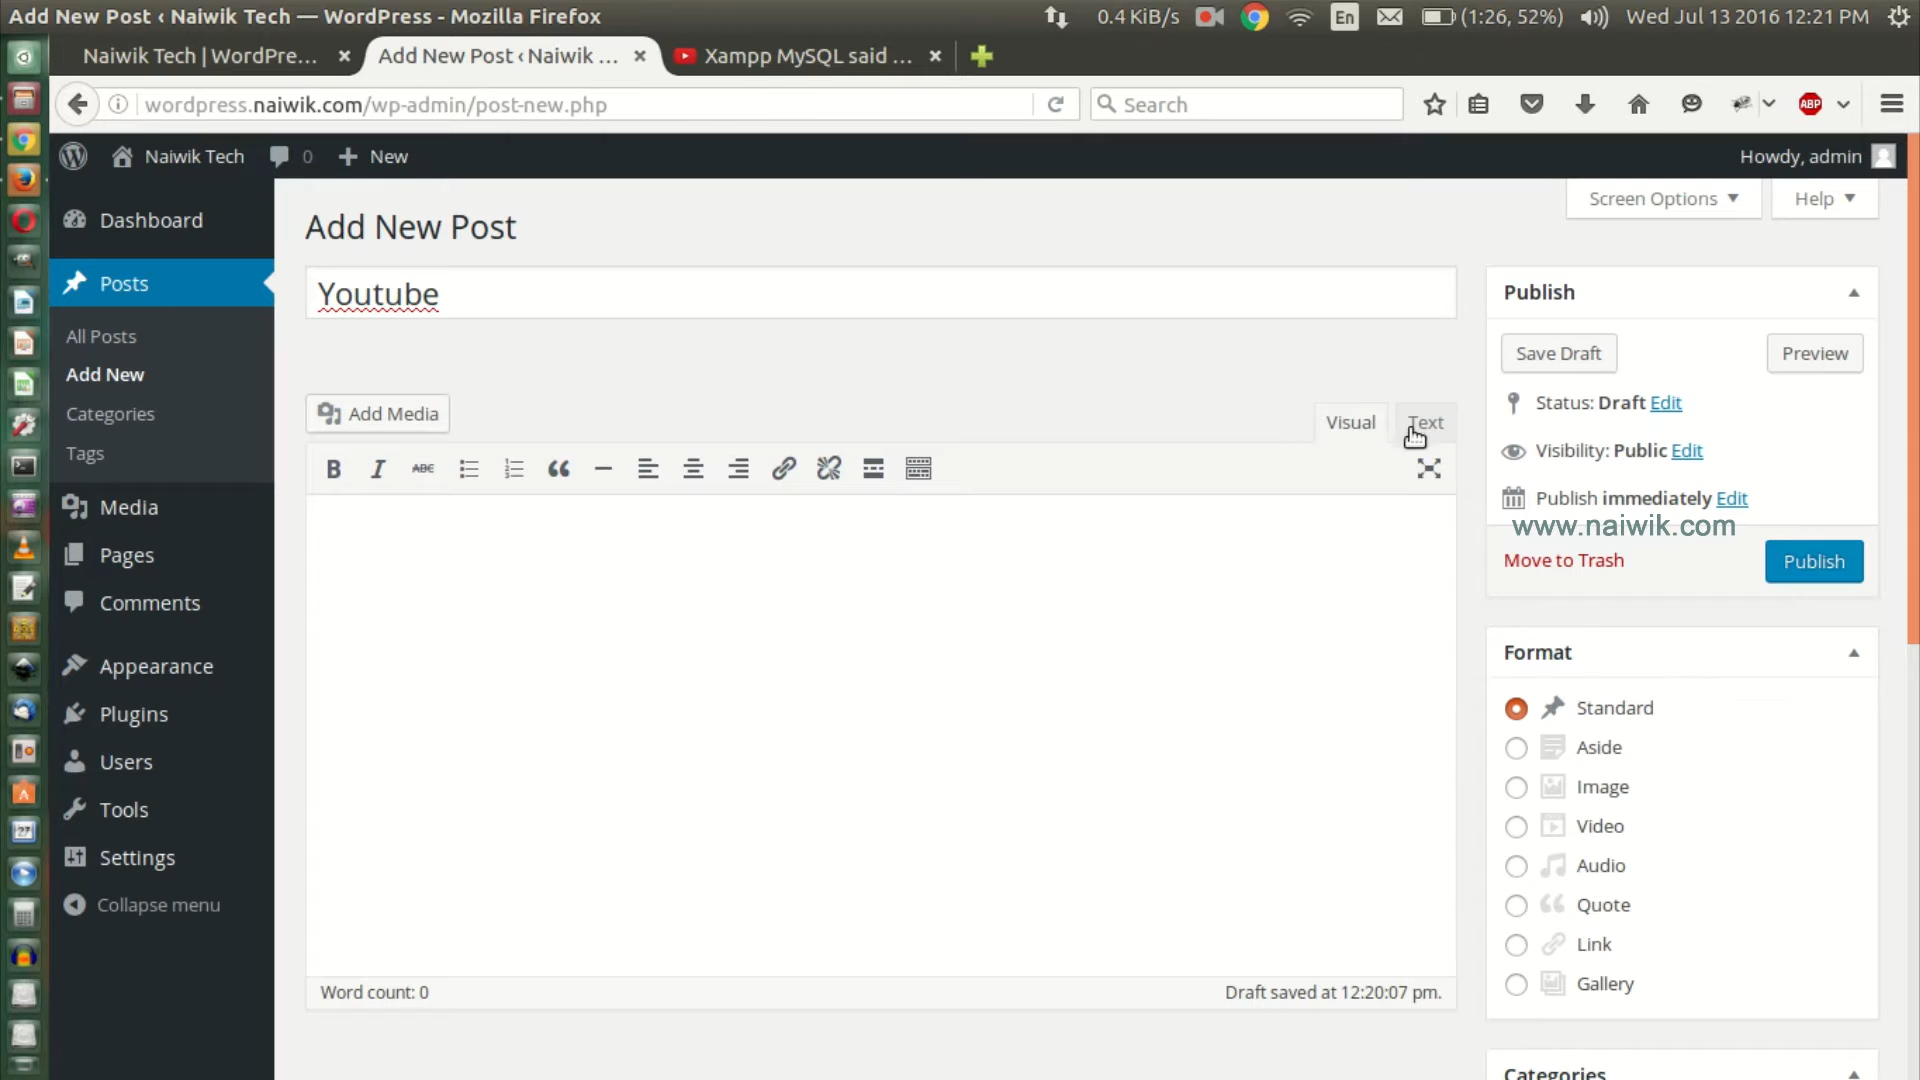 Add New Post ‹ Naiwik Tech — WordPress - Mozilla Firefox
0.4 KiB/s
En
(1:26, 52%)
Wed Jul 13 2016 12:21 PM
Naiwik Tech | WordPre...
Add New Post ‹ Naiwik ...
Xampp MySQL said ...
wordpress.naiwik.com/wp-admin/post-new.php
Search
ABP
Naiwik Tech
0
New
Howdy, admin
Screen Options
Help
Dashboard
Posts
All Posts
Add New
Categories
Tags
Media
Pages
Comments
Appearance
Plugins
Users
Tools
Settings
Collapse menu
Add New Post
Youtube
Add Media
Visual
Text
B I ABC
Word count: 0
Draft saved at 12:20:07 pm.
Publish
Save Draft
Preview
Status: Draft Edit
Visibility: Public Edit
Publish immediately Edit
www.naiwik.com
Move to Trash
Publish
Format
Standard
Aside
Image
Video
Audio
Quote
Link
Gallery
Categories
27